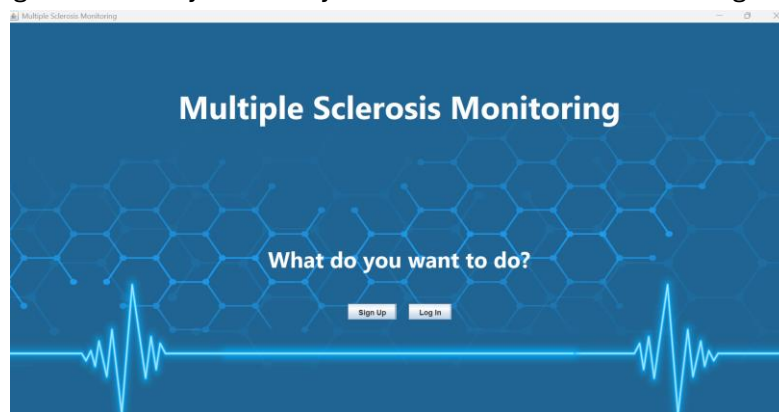 Multiple Sclerosis Monitoring
Multiple Sclerosis Monitoring
What do you want to do?
Sign Up Log In